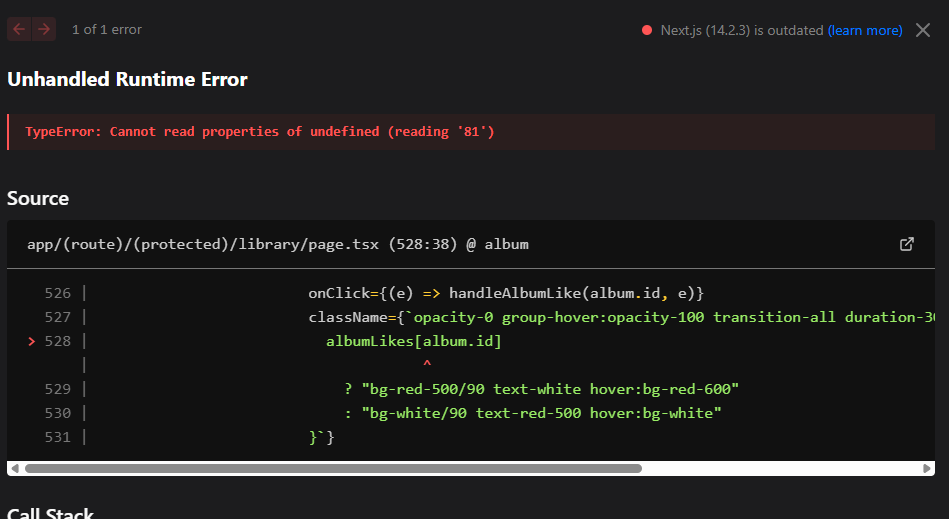 1 of 1 error
Next.js (14.2.3) is outdated (learn more)
Unhandled Runtime Error
TypeError: Cannot read properties of undefined (reading '81')
Source
app/(route)/(protected)/library/page.tsx (528:38) @ album
526 | onClick={(e) => handleAlbumLike(album.id, e)}
527 | className={`opacity-0 group-hover:opacity-100 transition-all duration-30
> 528 | albumLikes[album.id]
| ^
529 | ? "bg-red-500/90 text-white hover:bg-red-600"
530 | : "bg-white/90 text-red-500 hover:bg-white"
531 | }`}
Call Stack